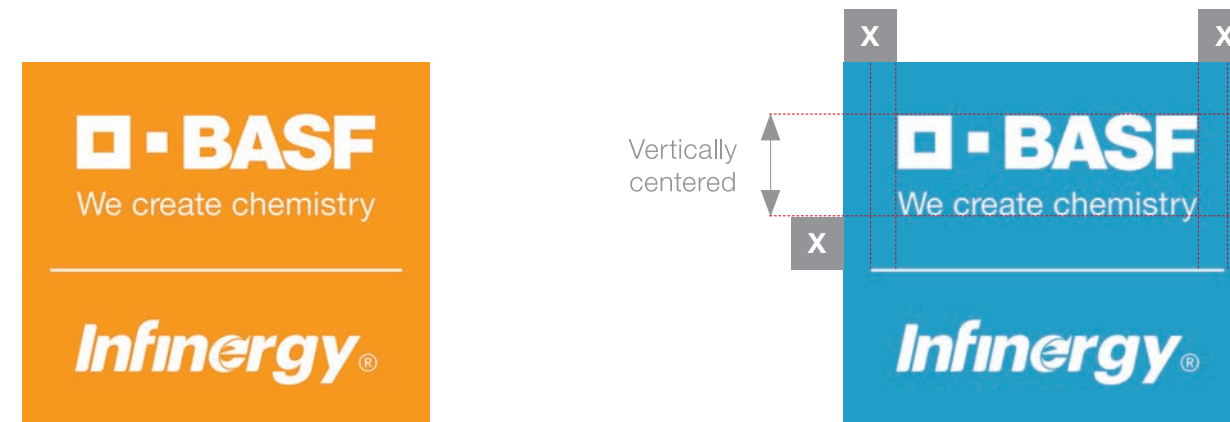 BASF
We create chemistry
Infinergy®
X
X
Vertically
centered
X
BASF
We create chemistry
Infinergy®